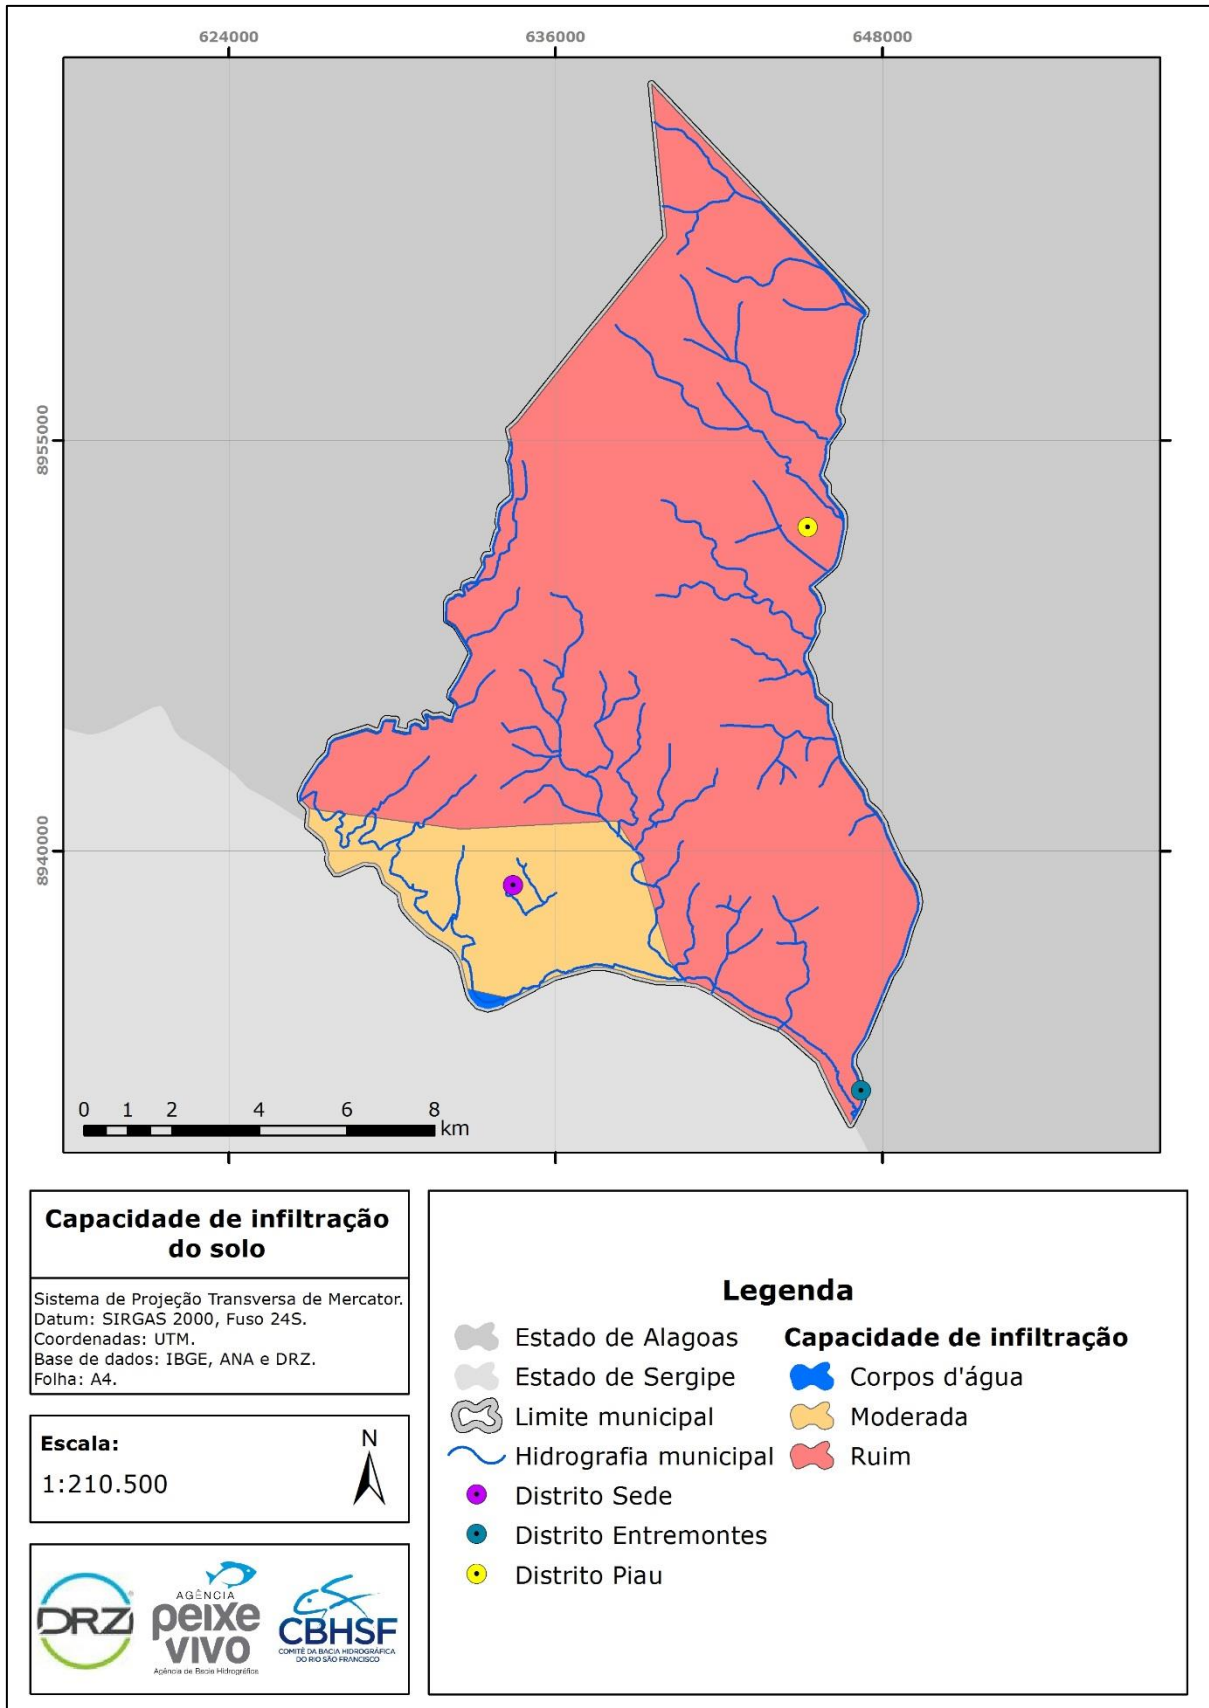 624000
636000
648000
8955000
8940000
0 1 2 4 6 8
km
Capacidade de infiltração
do solo
Sistema de Projeção Transversa de Mercator.
Datum: SIRGAS 2000, Fuso 24S.
Coordenadas: UTM.
Base de dados: IBGE, ANA e DRZ.
Folha: A4.
Escala:
1:210.500
N
DRZ
AGÊNCIA
peixe
vivo
Agência de Bacia Hidrográfica
CBHSF
COMITÊ DA BACIA HIDROGRÁFICA
DO RIO SÃO FRANCISCO
Legenda
Estado de Alagoas
Estado de Sergipe
Limite municipal
Hidrografia municipal
Distrito Sede
Distrito Entremontes
Distrito Piau
Capacidade de infiltração
Corpos d'água
Moderada
Ruim